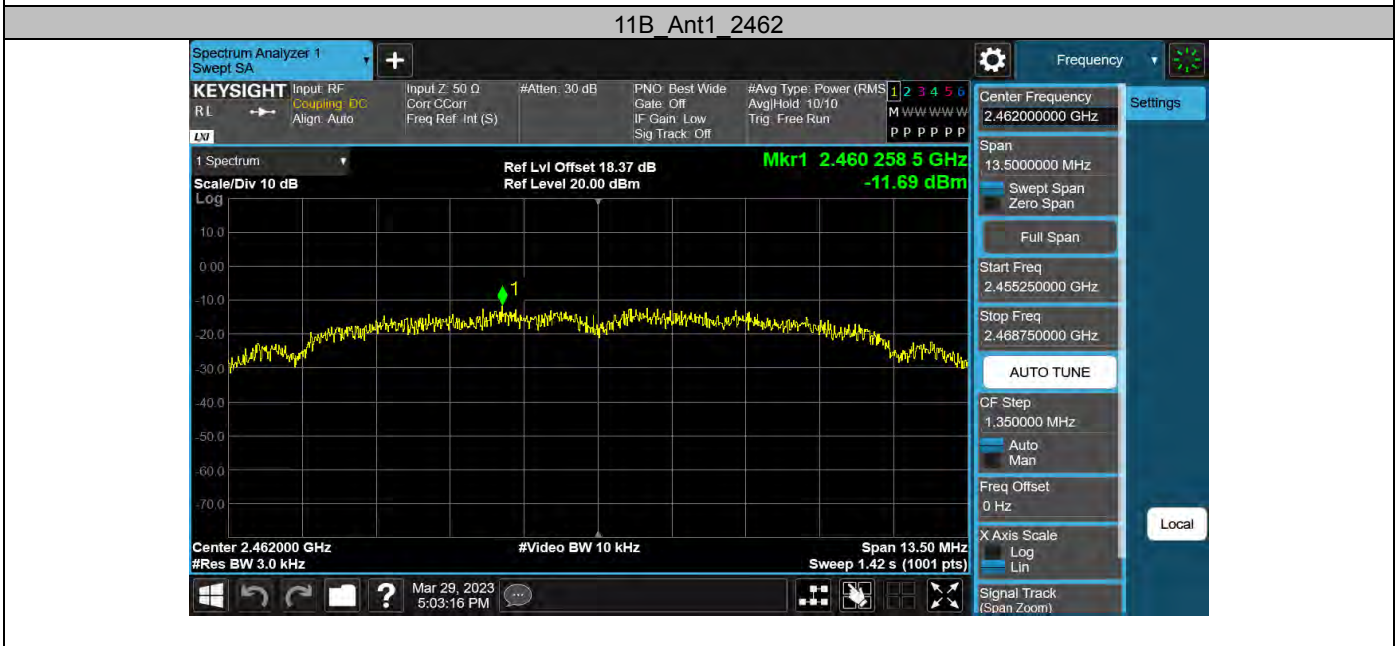 11B_Ant1_2462
Spectrum Analyzer 1
Swept SA
Frequency
KEYSIGHT
RL
LXI
Input: RF
Coupling: DC
Align: Auto
Input Z: 50 Ω
Corr CCorr
Freq Ref: Int (S)
#Atten: 30 dB
PNO: Best Wide
Gate: Off
IF Gain: Low
Sig Track: Off
#Avg Type: Power (RMS
Avg|Hold: 10/10
Trig: Free Run
1 2 3 4 5 6
M W W W W W
P P P P P P
1 Spectrum
Scale/Div 10 dB
Log
Ref Lvl Offset 18.37 dB
Ref Level 20.00 dBm
Mkr1 2.460 258 5 GHz
-11.69 dBm
10.0
0.00
-10.0
-20.0
-30.0
-40.0
-50.0
-60.0
-70.0
1
Center 2.462000 GHz
#Res BW 3.0 kHz
#Video BW 10 kHz
Span 13.50 MHz
Sweep 1.42 s (1001 pts)
Mar 29, 2023
5:03:16 PM
Center Frequency
2.462000000 GHz
Span
13.5000000 MHz
Swept Span
Zero Span
Full Span
Start Freq
2.455250000 GHz
Stop Freq
2.468750000 GHz
AUTO TUNE
CF Step
1.350000 MHz
Auto
Man
Freq Offset
0 Hz
X Axis Scale
Log
Lin
Signal Track
(Span Zoom)
Settings
Local